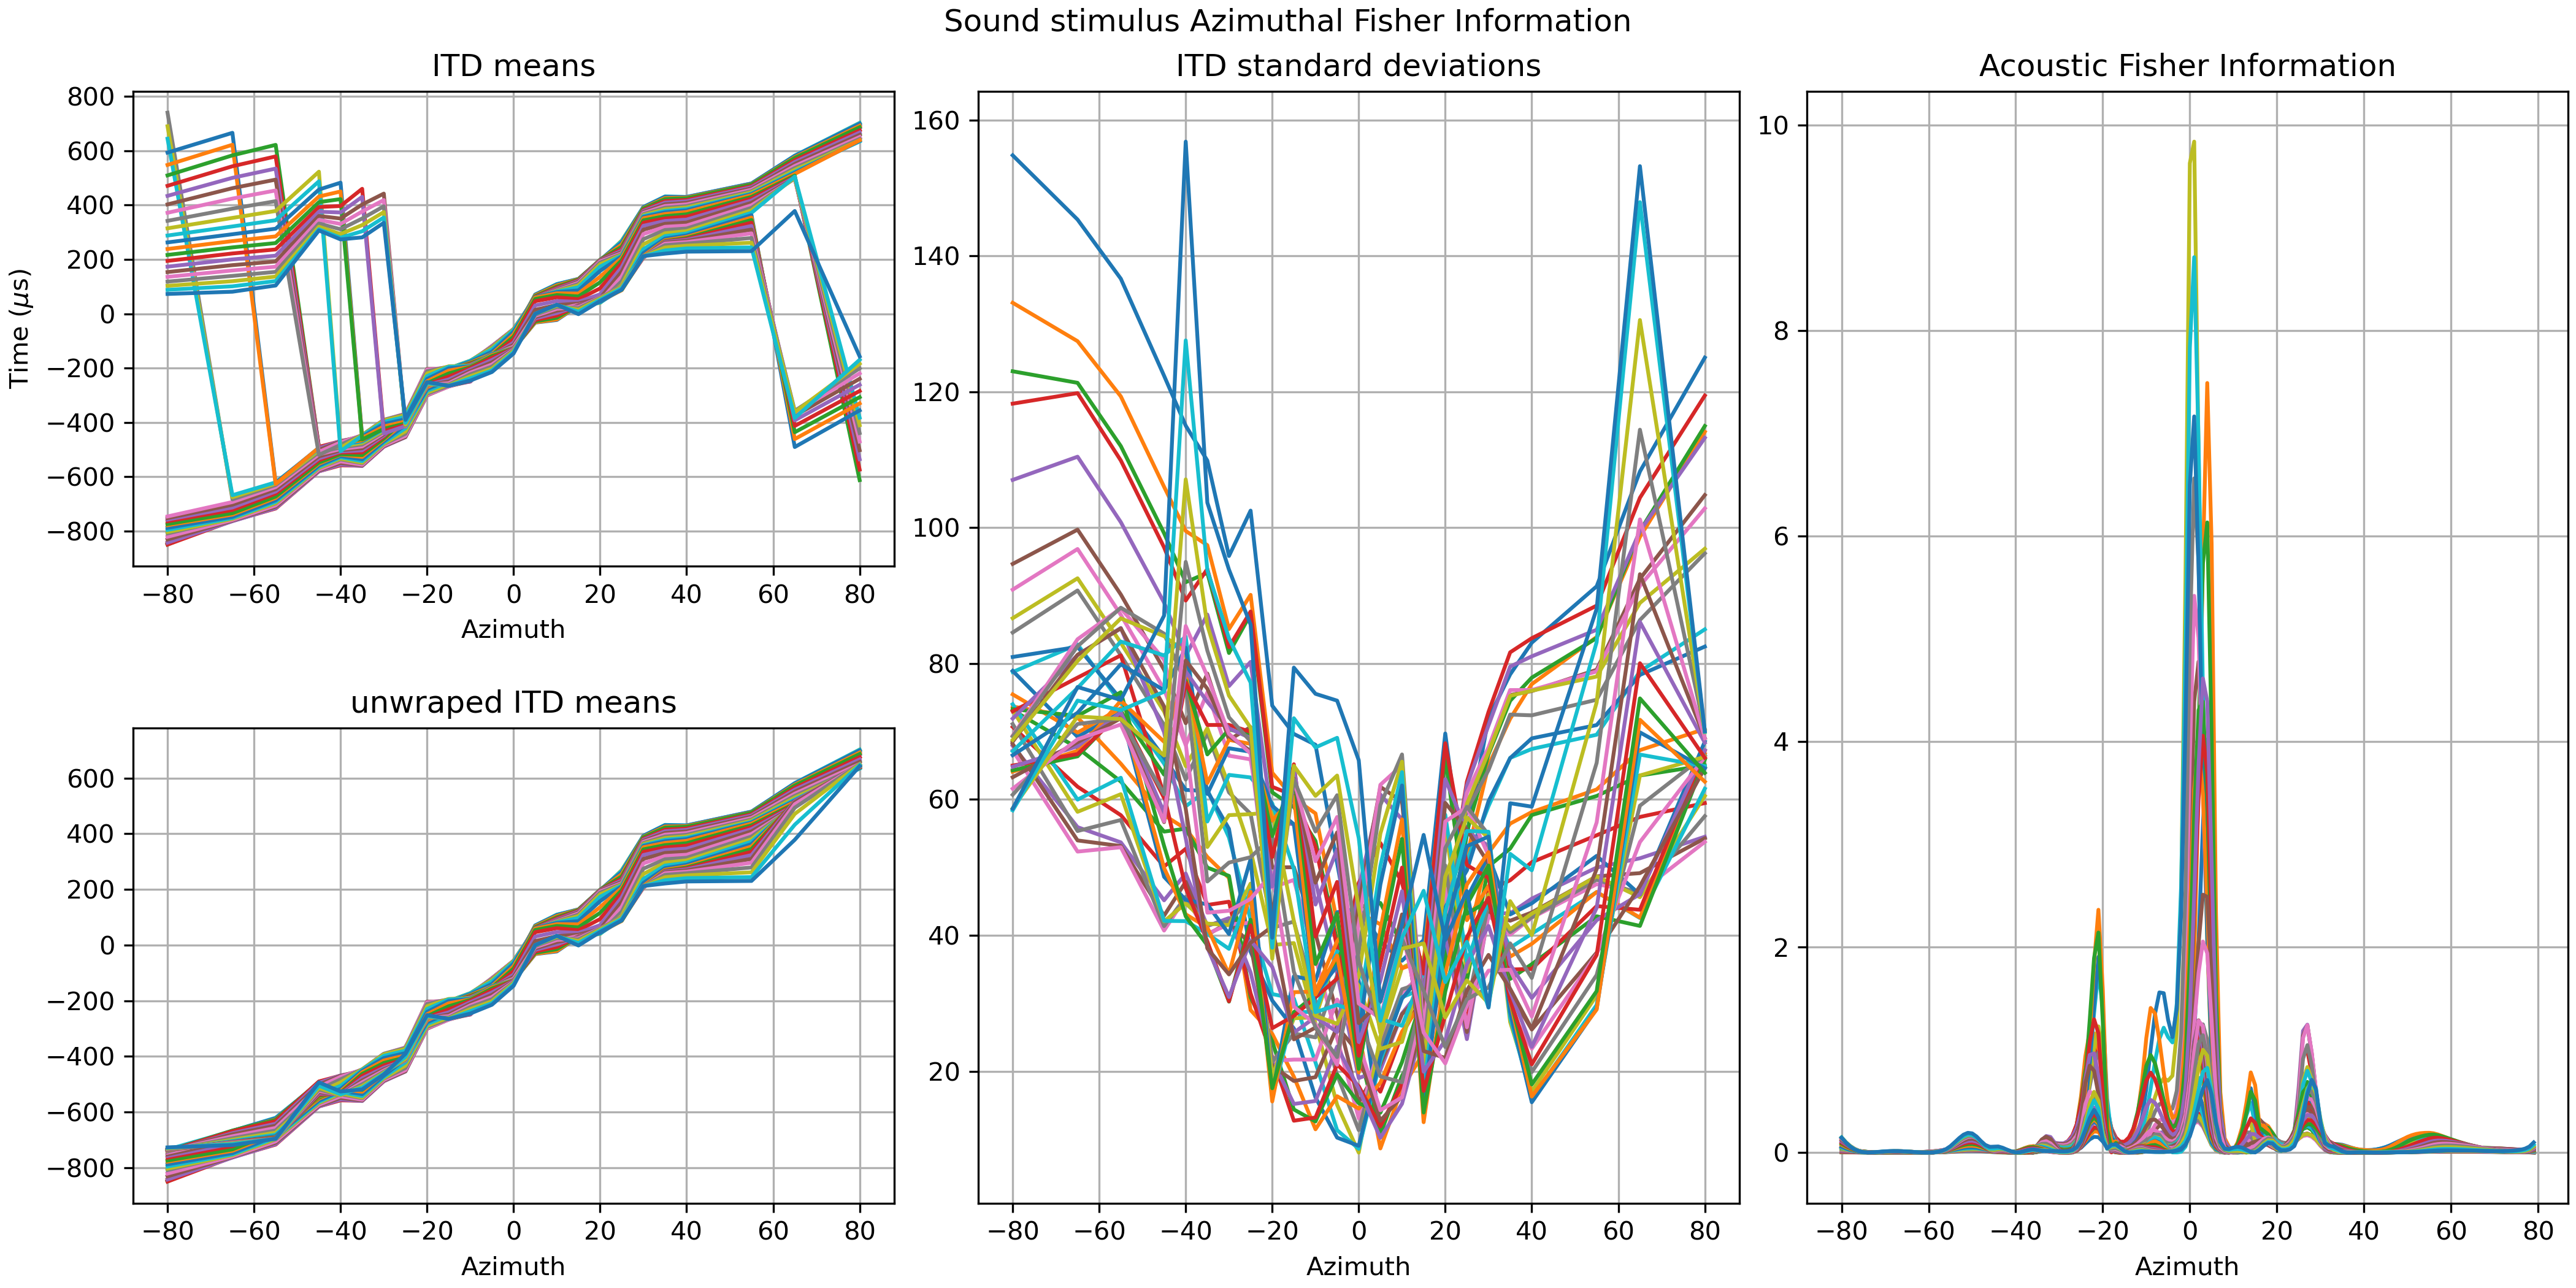 Sound stimulus Azimuthal Fisher Information
ITD means
800
600
400
200
0
−200
−400
−600
−800
Time (μs)
−80 −60 −40 −20 0 20 40 60 80
Azimuth
unwraped ITD means
600
400
200
0
−200
−400
−600
−800
−80 −60 −40 −20 0 20 40 60 80
Azimuth
ITD standard deviations
160
140
120
100
80
60
40
20
−80 −60 −40 −20 0 20 40 60 80
Azimuth
Acoustic Fisher Information
10
8
6
4
2
0
−80 −60 −40 −20 0 20 40 60 80
Azimuth